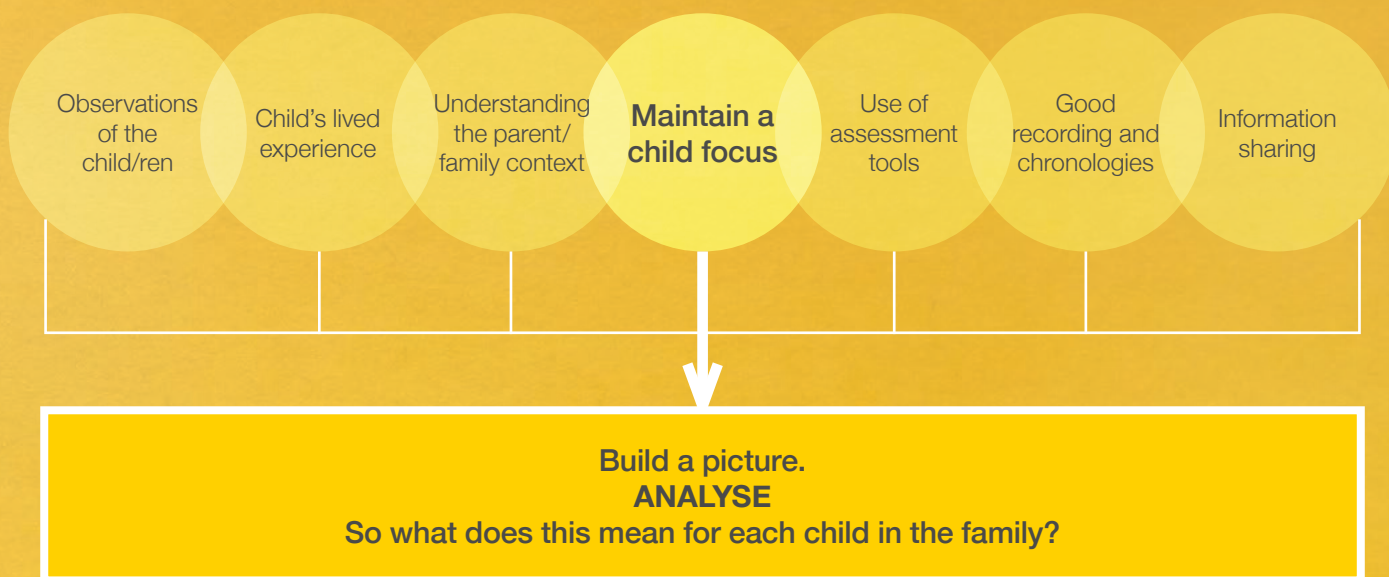 Observations
of the
child/ren
Child's lived
experience
Understanding
the parent/
family context
Maintain a
child focus
Use of
assessment
tools
Good
recording and
chronologies
Information
sharing
Build a picture.
ANALYSE
So what does this mean for each child in the family?